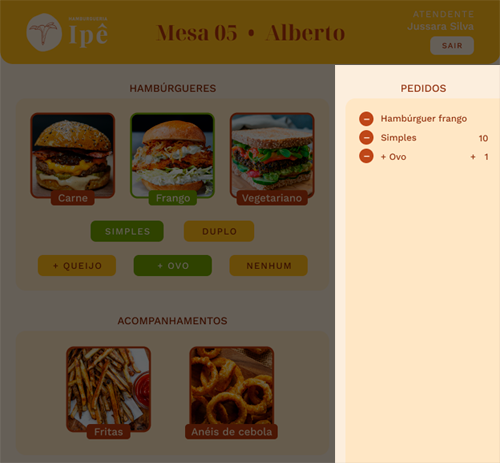 Ipê
Mesa 05 • Alberto
ATENDENTE
Jussara Silva
SAIR
HAMBÚRGUERES
Carne
Frango
Vegetariano
SIMPLES
DUPLO
+ QUEIJO
+ OVO
NENHUM
ACOMPANHAMENTOS
Fritas
Anéis de cebola
PEDIDOS
Hambúrguer frango
Simples 10
+ Ovo + 1